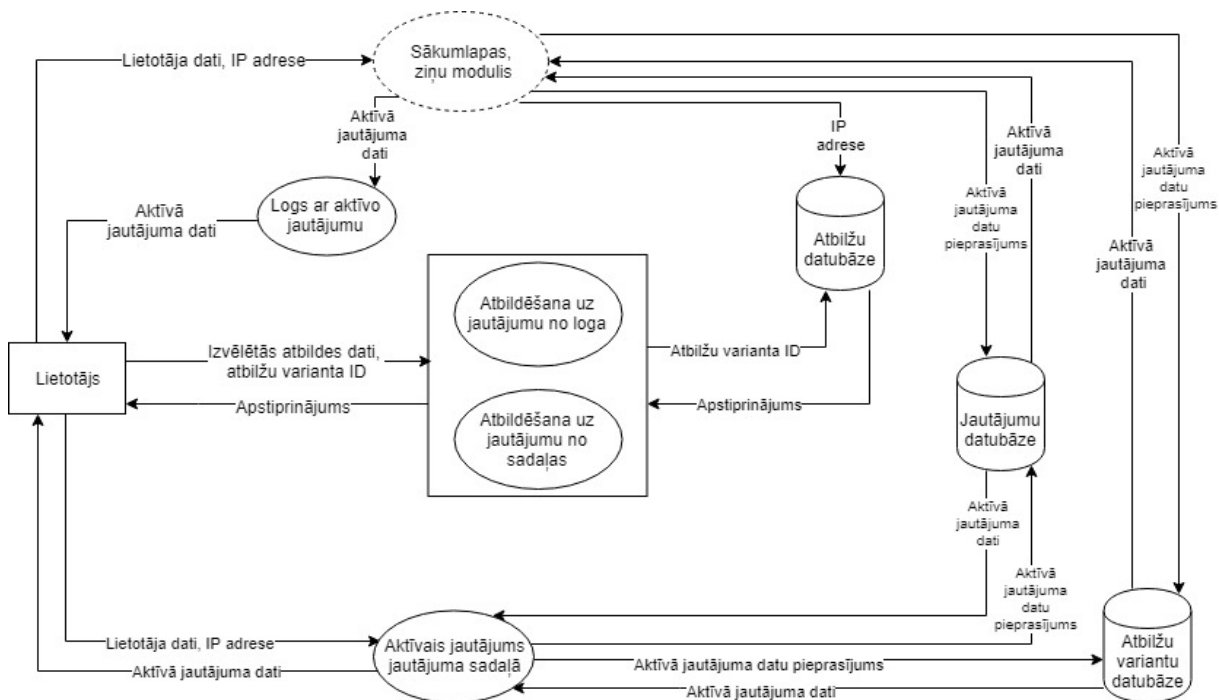 Lietotāja dati, IP adrese
Sākumlapas,
ziņu modulis
Aktīvā
jautājuma
dati
IP
adrese
Aktīvā
jautājuma
dati
Aktīvā
jautājuma
datu
pieprasījums
Aktīvā
jautājuma
datu
pieprasījums
Logs ar aktīvo
jautājumu
Aktīvā
jautājuma dati
Atbilžu
datubāze
Aktīvā
jautājuma
dati
Atbildēšana uz
jautājumu no loga
Izvēlētās atbildes dati,
atbilžu varianta ID
Atbilžu varianta ID
Lietotājs
Apstiprinājums
Apstiprinājums
Atbildēšana uz
jautājumu no
sadaļas
Jautājumu
datubāze
Aktīvā
jautājuma
dati
Aktīvā
jautājuma
datu
pieprasījums
Lietotāja dati, IP adrese
Aktīvais jautājums
jautājuma sadaļā
Aktīvā jautājuma dati
Aktīvā jautājuma datu pieprasījums
Aktīvā jautājuma dati
Atbilžu
variantu
datubāze